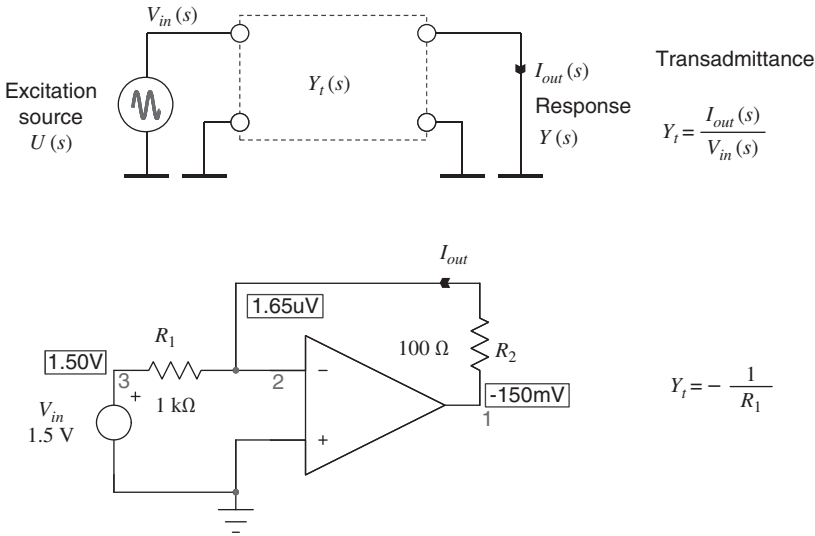 V_in (s)
Excitation
source
U (s)
Y_t (s)
I_out (s)
Response
Y (s)
Transadmittance
Y_t = I_out (s) / V_in (s)
I_out
1.65uV
R_1
100 Ω
R_2
1.50V
3
+
1 kΩ
2
−
+
-150mV
1
V_in
1.5 V
Y_t = − 1 / R_1